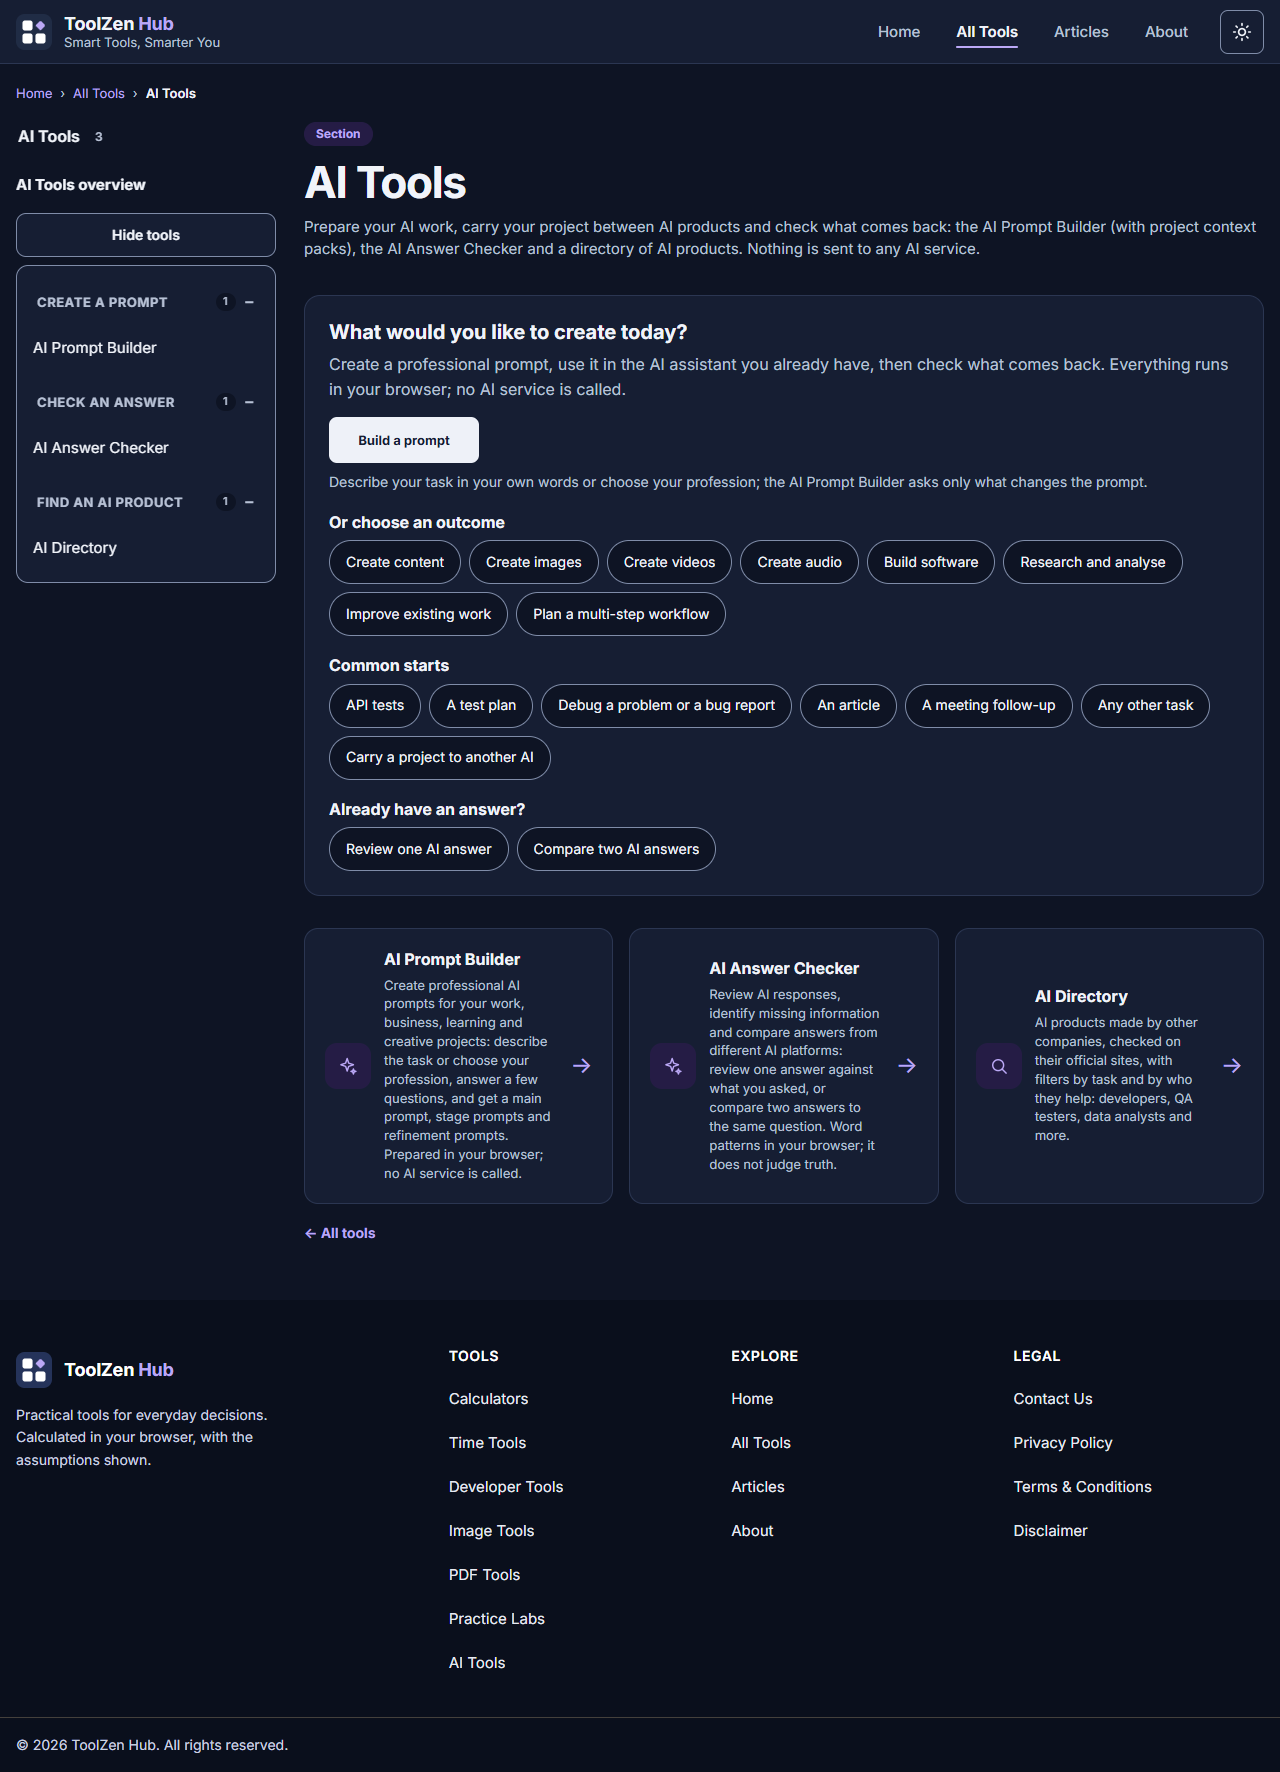 ToolZen Hub
Smart Tools, Smarter You
Home
All Tools
Articles
About
Home › All Tools › AI Tools
AI Tools 3
AI Tools overview
Hide tools
CREATE A PROMPT 1 −
AI Prompt Builder
CHECK AN ANSWER 1 −
AI Answer Checker
FIND AN AI PRODUCT 1 −
AI Directory
Section
AI Tools
Prepare your AI work, carry your project between AI products and check what comes back: the AI Prompt Builder (with project context
packs), the AI Answer Checker and a directory of AI products. Nothing is sent to any AI service.
What would you like to create today?
Create a professional prompt, use it in the AI assistant you already have, then check what comes back. Everything runs
in your browser; no AI service is called.
Build a prompt
Describe your task in your own words or choose your profession; the AI Prompt Builder asks only what changes the prompt.
Or choose an outcome
Create content
Create images
Create videos
Create audio
Build software
Research and analyse
Improve existing work
Plan a multi-step workflow
Common starts
API tests
A test plan
Debug a problem or a bug report
An article
A meeting follow-up
Any other task
Carry a project to another AI
Already have an answer?
Review one AI answer
Compare two AI answers
AI Prompt Builder
Create professional AI
prompts for your work,
business, learning and
creative projects: describe
the task or choose your
profession, answer a few
questions, and get a main
prompt, stage prompts and
refinement prompts.
Prepared in your browser;
no AI service is called.
→
AI Answer Checker
Review AI responses,
identify missing information
and compare answers from
different AI platforms:
review one answer against
what you asked, or
compare two answers to
the same question. Word
patterns in your browser; it
does not judge truth.
→
AI Directory
AI products made by other
companies, checked on
their official sites, with
filters by task and by who
they help: developers, QA
testers, data analysts and
more.
→
← All tools
ToolZen Hub
Practical tools for everyday decisions.
Calculated in your browser, with the
assumptions shown.
TOOLS
Calculators
Time Tools
Developer Tools
Image Tools
PDF Tools
Practice Labs
AI Tools
EXPLORE
Home
All Tools
Articles
About
LEGAL
Contact Us
Privacy Policy
Terms & Conditions
Disclaimer
© 2026 ToolZen Hub. All rights reserved.